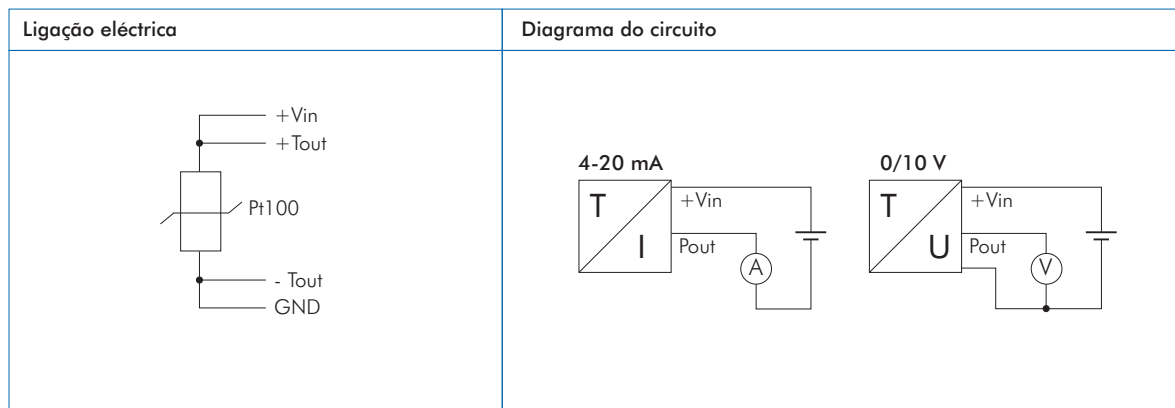 Ligação eléctrica
Diagrama do circuito
+Vin
+Tout
Pt100
- Tout
GND
4-20 mA
T
I
+Vin
Pout
A
0/10 V
T
U
+Vin
Pout
V